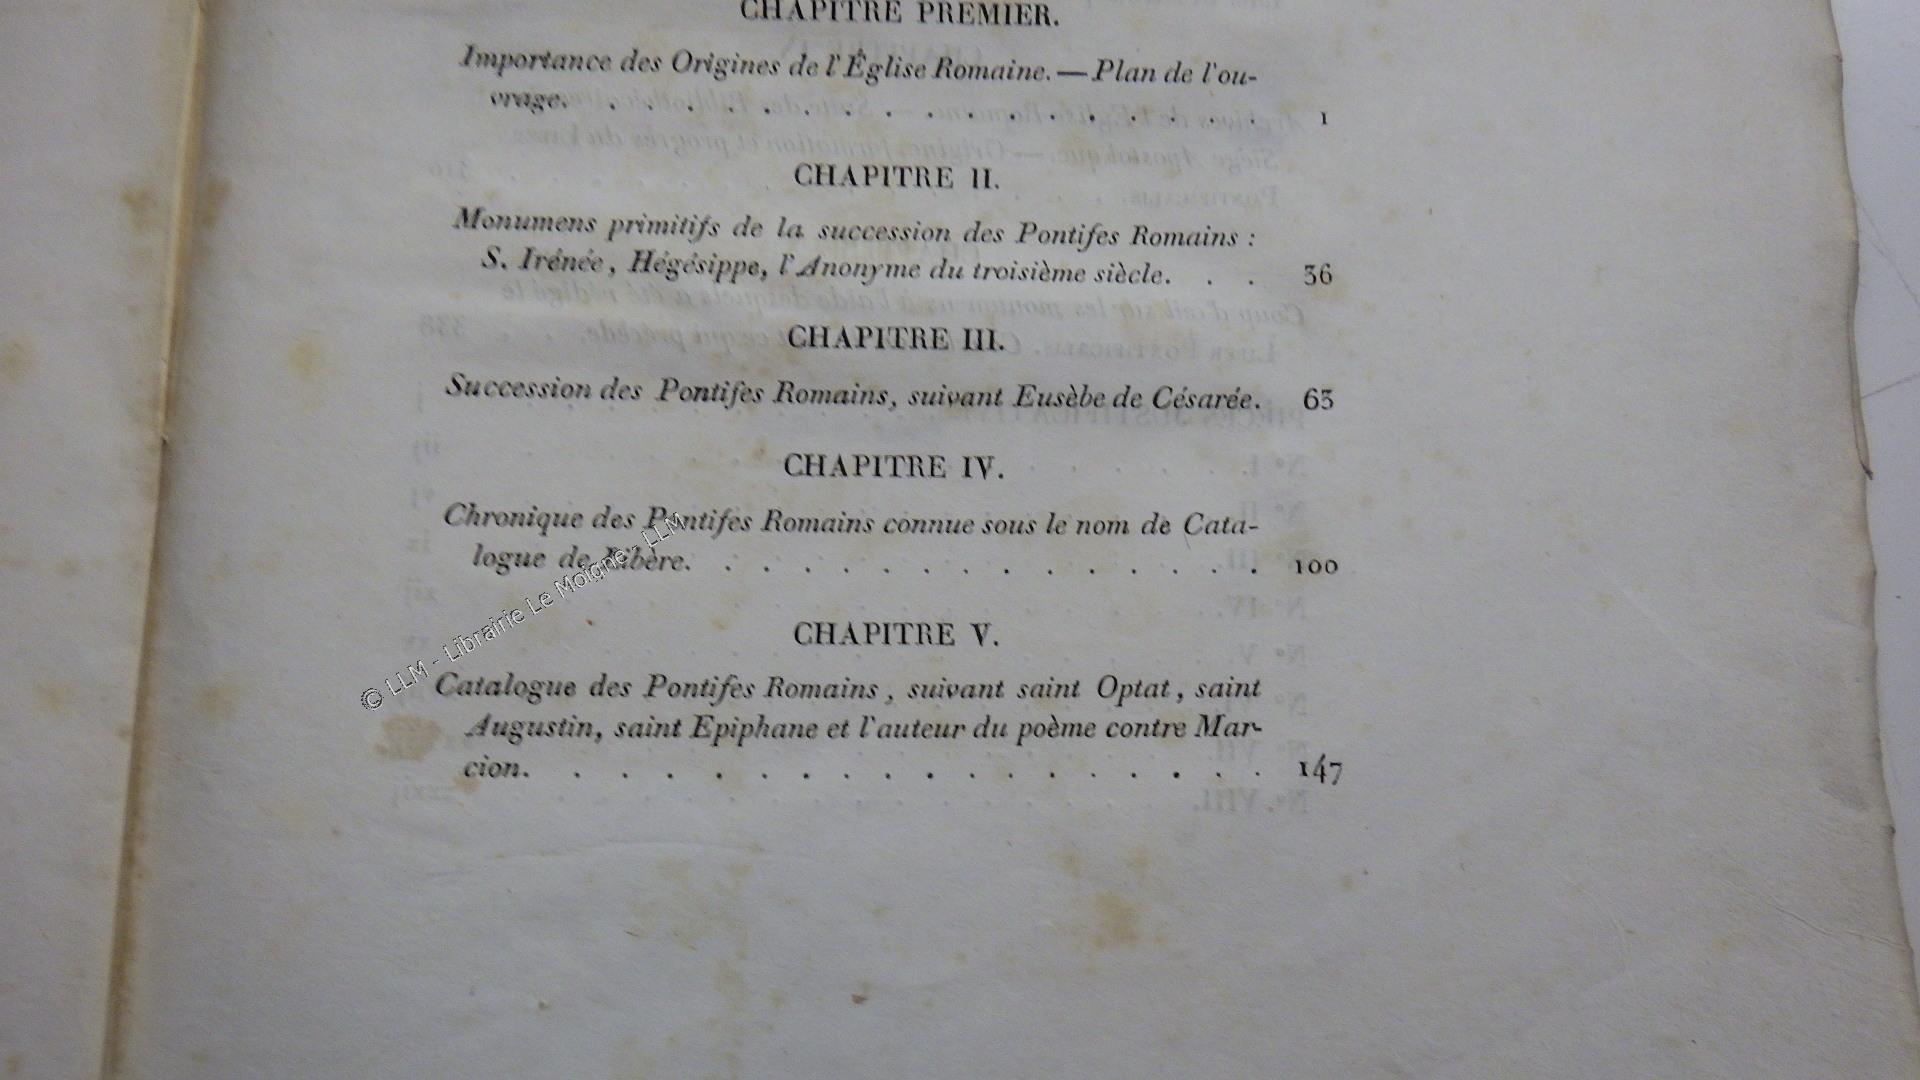 CHAPITRE PREMIER.
Importance des Origines de l'Église Romaine. — Plan de l'ou-
vrage. . . . . . . . . . . . . . . . . . 1
CHAPITRE II.
Monumens primitifs de la succession des Pontifes Romains :
S. Irénée, Hégésippe, l'Anonyme du troisième siècle. . . 36
CHAPITRE III.
Succession des Pontifes Romains, suivant Eusèbe de Césarée. 63
CHAPITRE IV.
Chronique des Pontifes Romains connue sous le nom de Cata-
logue de Libère. . . . . . . . . . . . . . 100
CHAPITRE V.
Catalogue des Pontifes Romains, suivant saint Optat, saint
Augustin, saint Epiphane et l'auteur du poème contre Mar-
cion. . . . . . . . . . . . . . . . 147
© LLM - Librairie Le Moigne - LLM